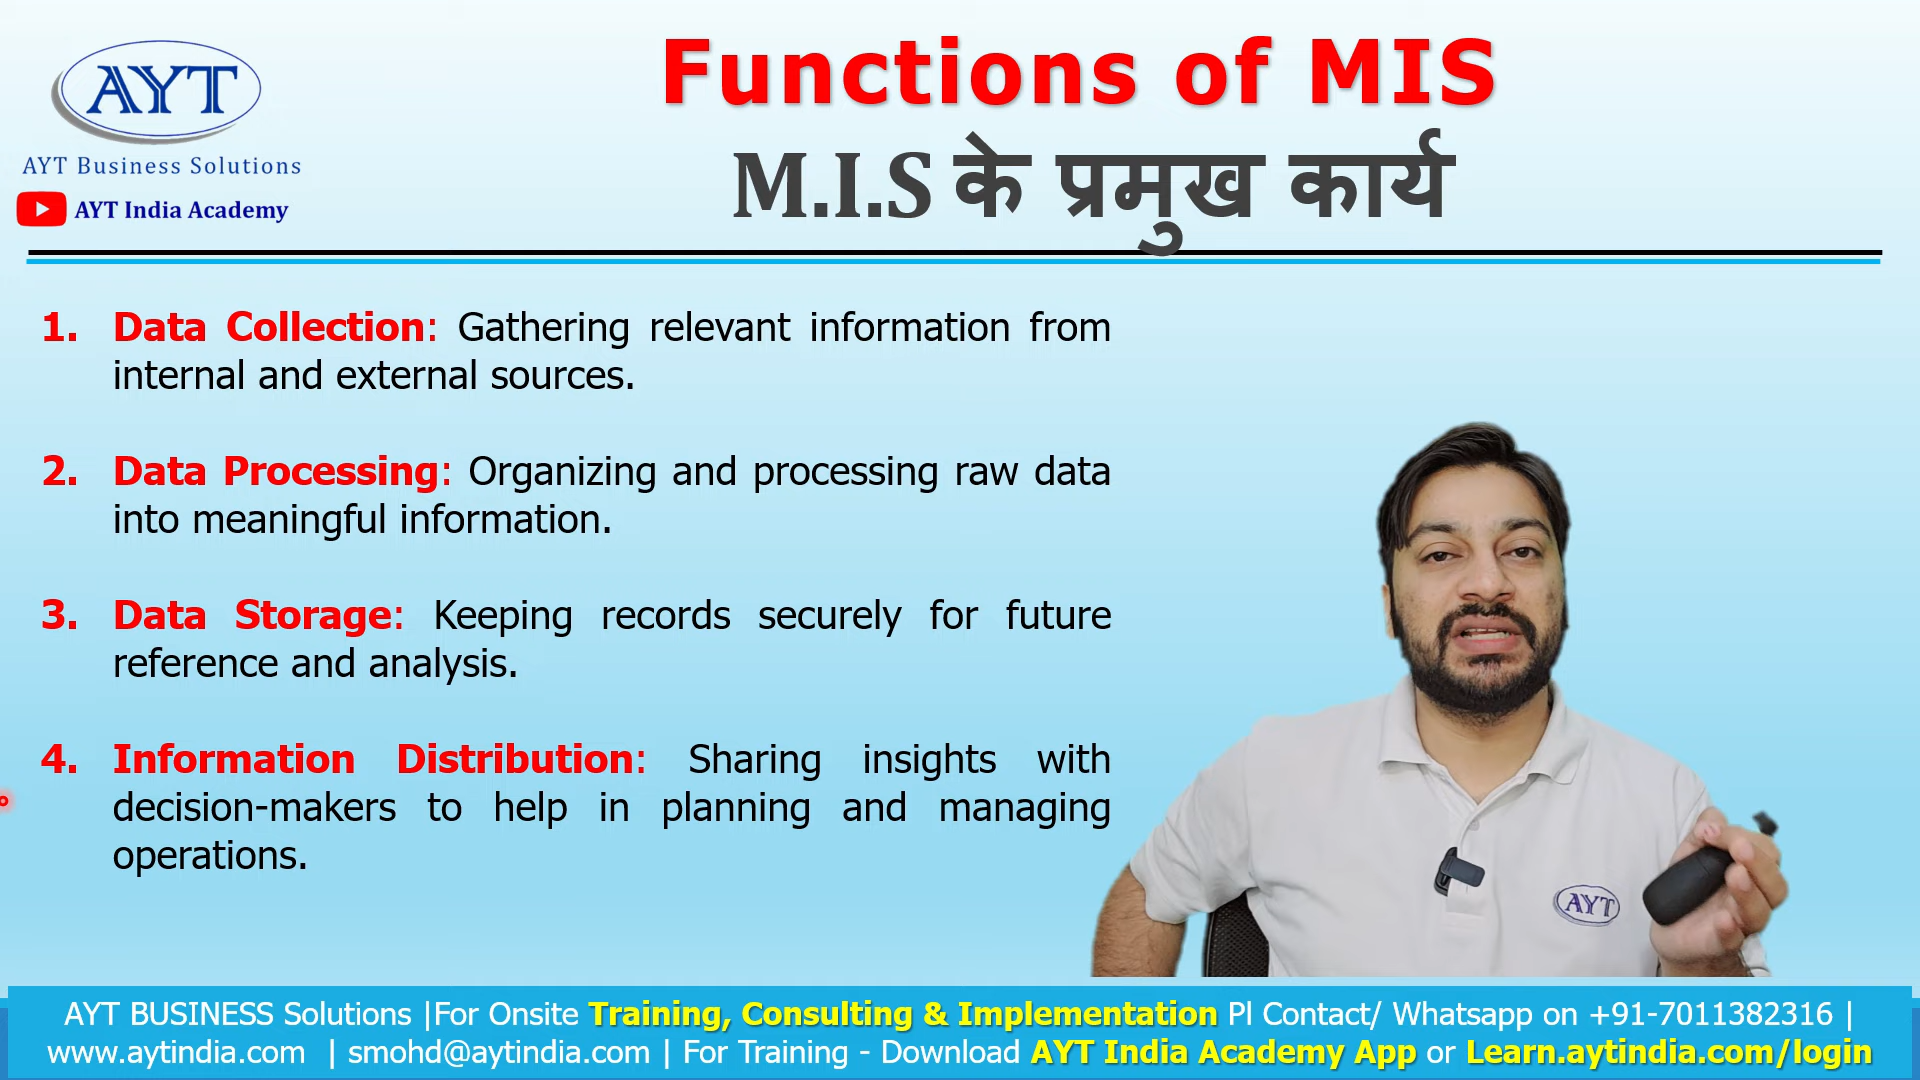 AYT
AYT Business Solutions
AYT India Academy
Functions of MIS
M.I.S के प्रमुख कार्य
1. Data Collection: Gathering relevant information from
internal and external sources.
2. Data Processing: Organizing and processing raw data
into meaningful information.
3. Data Storage: Keeping records securely for future
reference and analysis.
4. Information Distribution: Sharing insights with
decision-makers to help in planning and managing
operations.
AYT
AYT BUSINESS Solutions |For Onsite Training, Consulting & Implementation Pl Contact/ Whatsapp on +91-7011382316 |
www.aytindia.com | smohd@aytindia.com | For Training - Download AYT India Academy App or Learn.aytindia.com/login